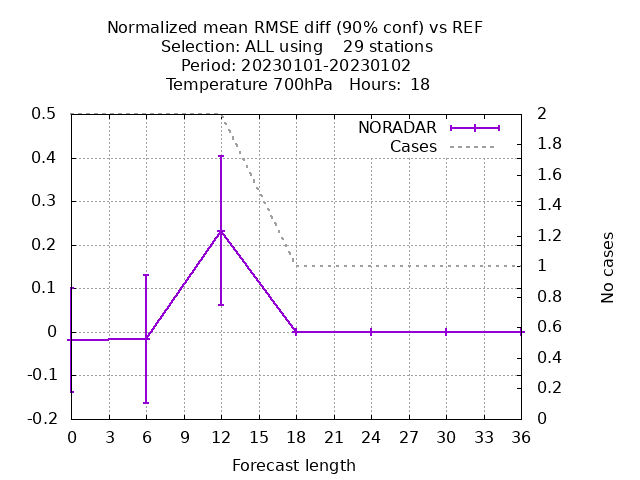 Normalized mean RMSE diff (90% conf) vs REF
Selection: ALL using    29 stations
Period: 20230101-20230102
Temperature 700hPa   Hours:  18
NORADAR
Cases
0.5
0.4
0.3
0.2
0.1
0
-0.1
-0.2
2
1.8
1.6
1.4
1.2
1
0.8
0.6
0.4
0.2
0
No cases
0 3 6 9 12 15 18 21 24 27 30 33 36
Forecast length